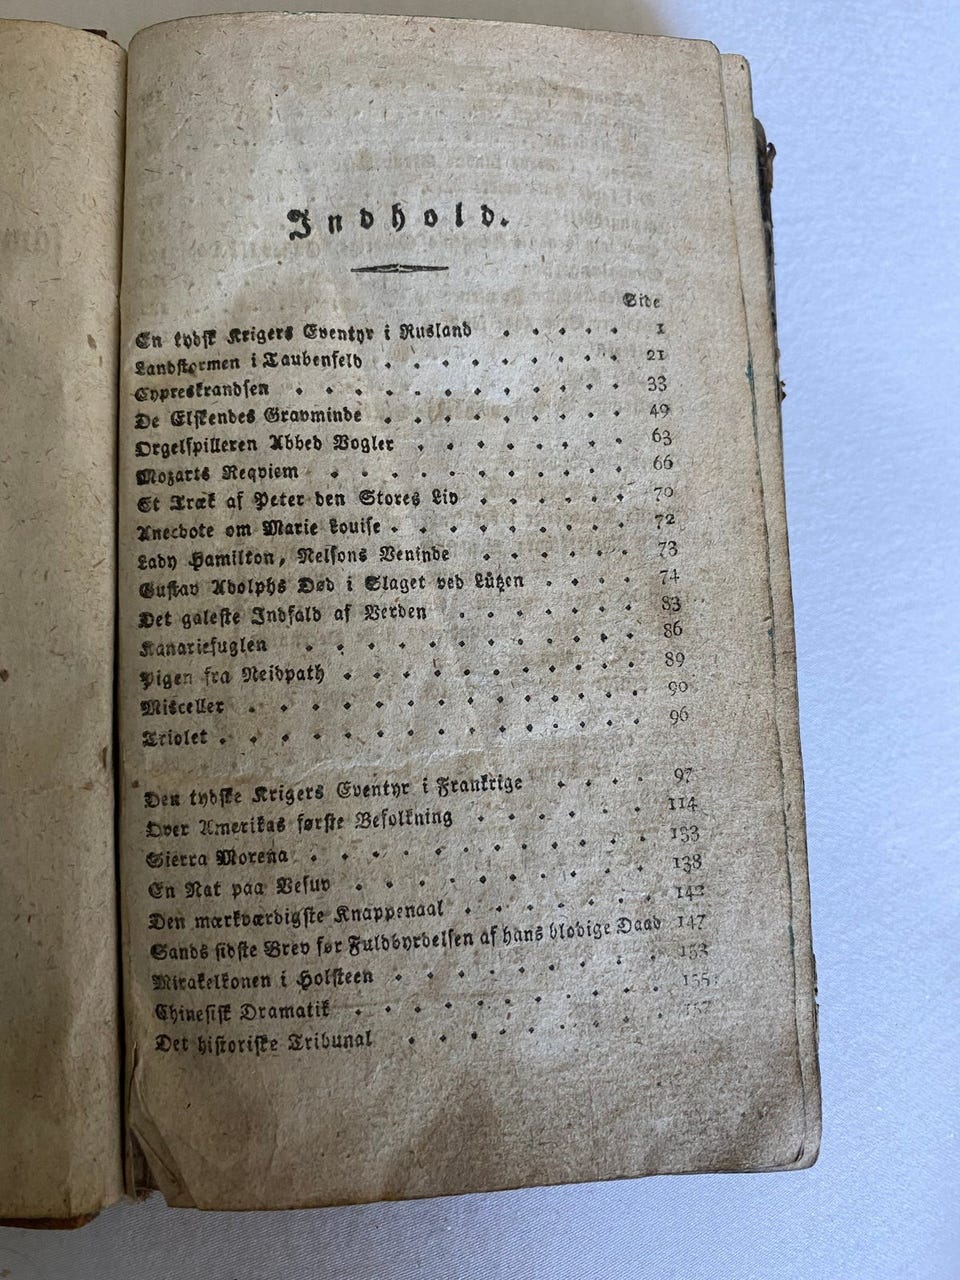 Indhold.
Side
En tydsk Krigers Eventyr i Rusland . . . . . 1
Landstormen i Taubenfeld . . . . . . . . 21
Cypreskrandsen . . . . . . . . . . . 33
De Elskendes Gravminde . . . . . . . . 49
Orgelspilleren Abbed Vogler . . . . . . . 63
Mozarts Reqviem . . . . . . . . . . 66
Et Træk af Peter den Stores Liv . . . . . 70
Anecdote om Marie Louise . . . . . . . . 72
Lady Hamilton, Nelsons Veninde . . . . . 73
Gustav Adolphs Død i Slaget ved Lützen . . . . 74
Det galeste Indfald af Verden . . . . . . 83
Kanariefuglen . . . . . . . . . . . 86
Pigen fra Neidpath . . . . . . . . . . 89
Misceller . . . . . . . . . . . . . 90
Triolet . . . . . . . . . . . . . . 96
Den tydske Krigers Eventyr i Frankrige . . . . 97
Over Amerikas første Befolkning . . . . . . 114
Sierra Morena . . . . . . . . . . . 133
En Nat paa Vesuv . . . . . . . . . . 138
Den mærkværdigste Knappenaal . . . . . . 142
Sands sidste Brev før Fuldbyrdelsen af hans blodige Daad 147
Mirakelkonen i Holsteen . . . . . . . . 153
Chinesisk Dramatik . . . . . . . . . . 155
Det historiske Tribunal . . . . . . . . 157